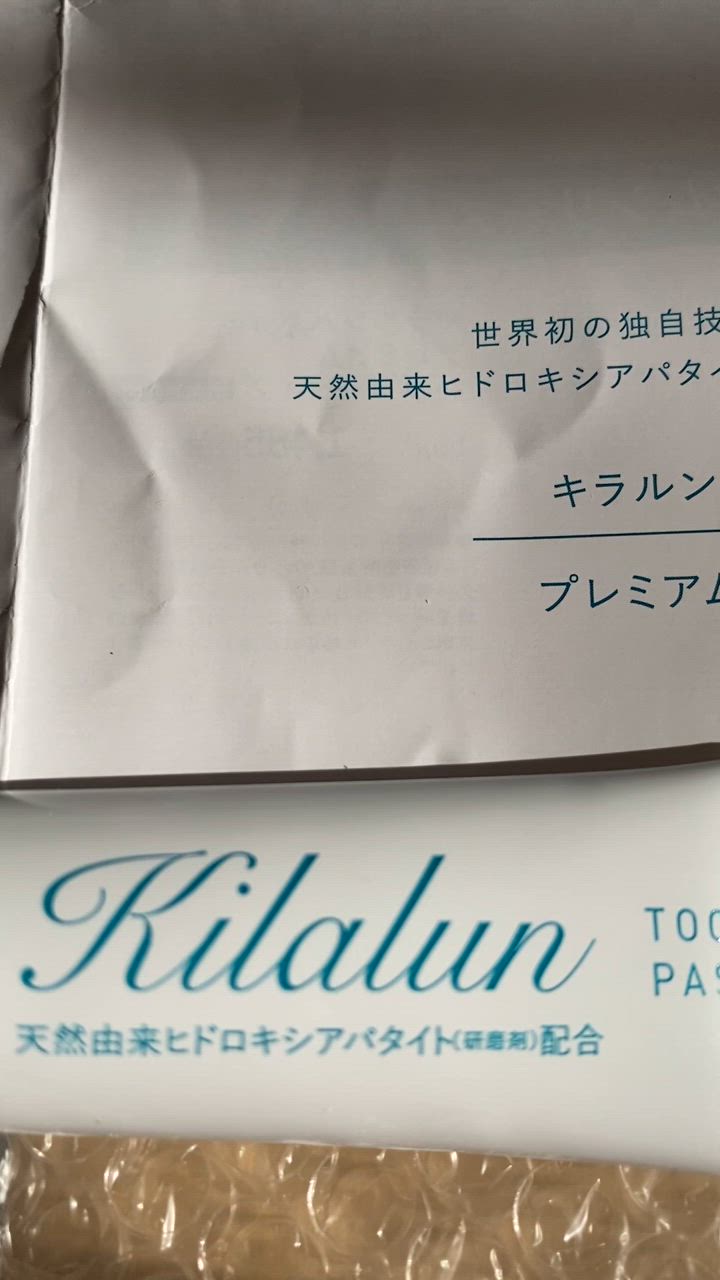 世界初の独自技
天然由来ヒドロキシアパタイ
キラルン
プレミアム
Kilalun
天然由来ヒドロキシアパタイト(研磨剤)配合
TOO
PAS